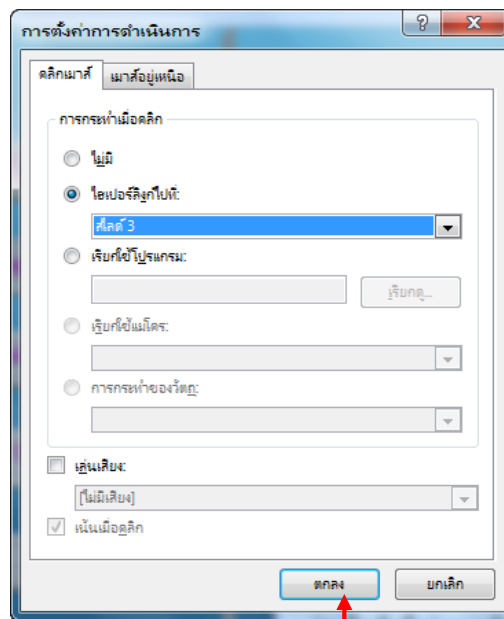 การตั้งค่าการดำเนินการ
คลิกเมาส์
เมาส์อยู่เหนือ
การกระทำเมื่อคลิก
ไม่มี
ไฮเปอร์ลิงก์ไปที่:
สไลด์ 3
เรียกใช้โปรแกรม:
เรียกดู...
เรียกใช้แมโคร:
การกระทำของวัตถุ:
เล่นเสียง:
[ไม่มีเสียง]
เน้นเมื่อคลิก
ตกลง
ยกเลิก